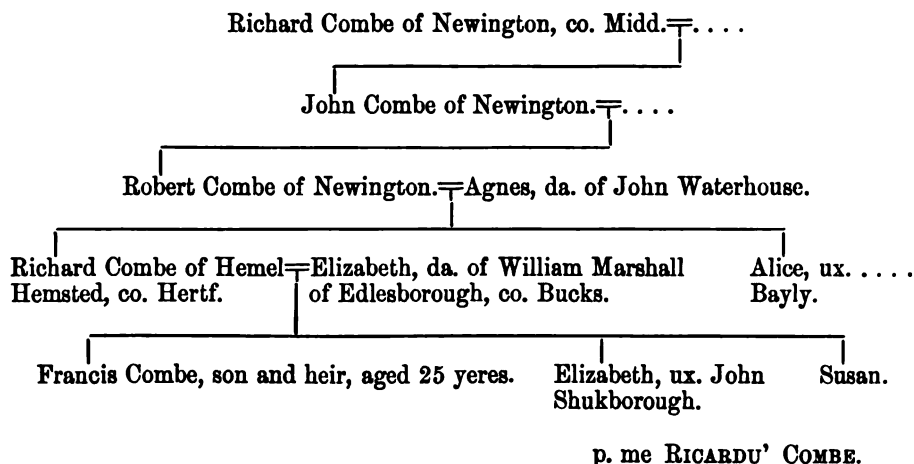 Richard Combe of Newington, co. Midd.=. . . .
John Combe of Newington.=. . . .
Robert Combe of Newington.=Agnes, da. of John Waterhouse.
Richard Combe of Hemel=Elizabeth, da. of William Marshall
Hemsted, co. Hertf.
of Edlesborough, co. Bucks.
Alice, ux. . . . .
Bayly.
Francis Combe, son and heir, aged 25 yeres.
Elizabeth, ux. John
Shukborough.
Susan.
p. me RICARDU' COMBE.